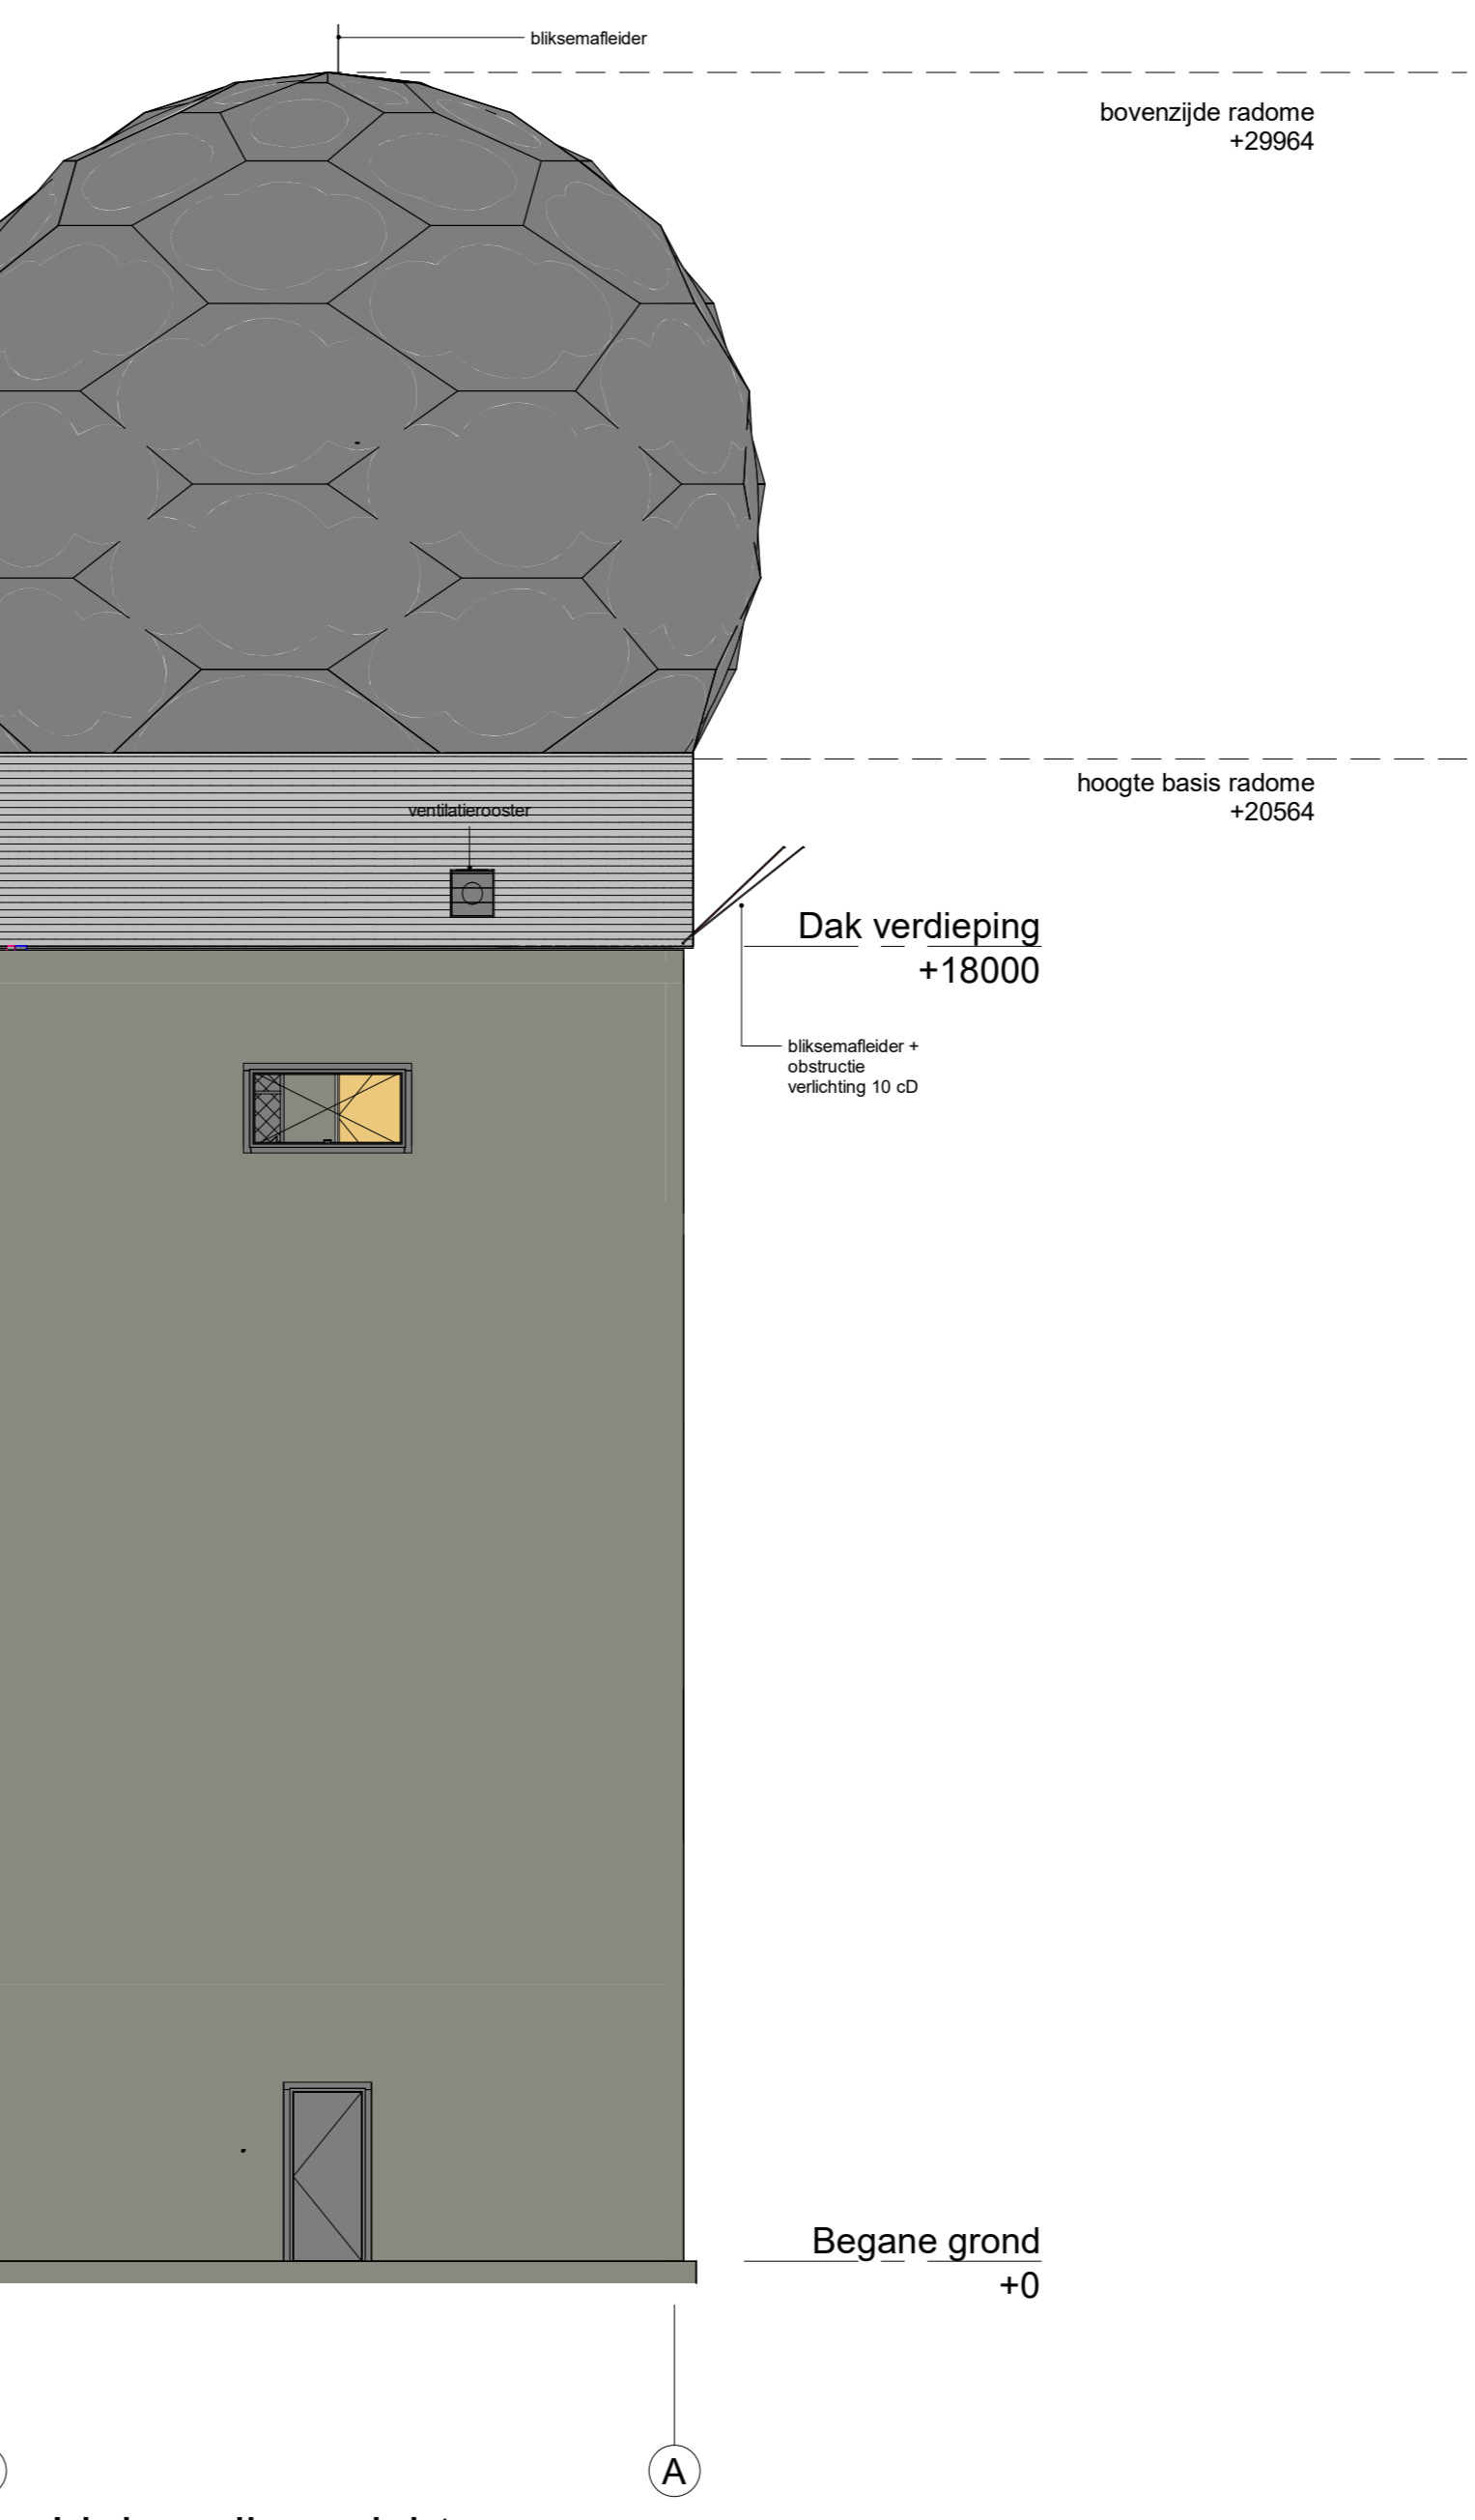 bliksemafleider
bovenzijde radome
+29964
hoogte basis radome
+20564
ventilatierooster
Dak verdieping
+18000
bliksemafleider +
obstructie
verlichting 10 cD
Begane grond
+0
A